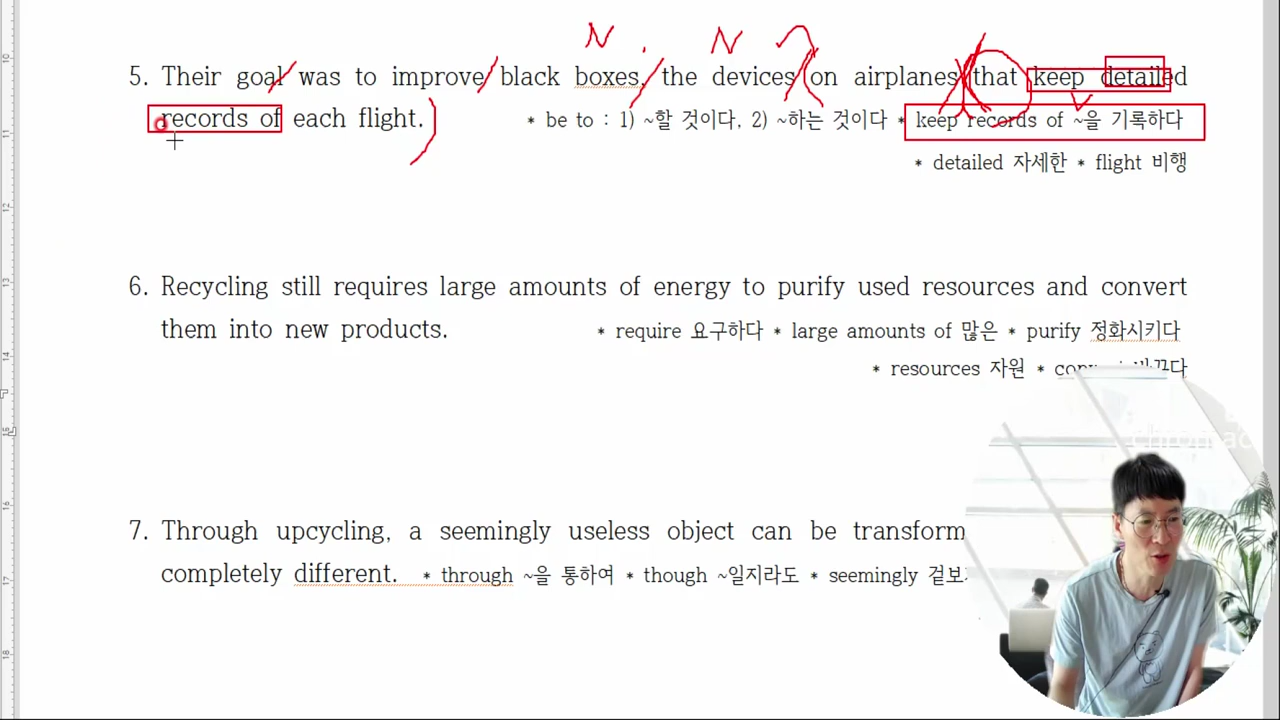 5. Their goal was to improve black boxes, the devices on airplanes that keep detailed
records of each flight. * be to : 1) ~할 것이다, 2) ~하는 것이다 * keep records of ~을 기록하다
* detailed 자세한 * flight 비행
6. Recycling still requires large amounts of energy to purify used resources and convert
them into new products. * require 요구하다 * large amounts of 많은 * purify 정화시키다
* resources 자원 *
7. Through upcycling, a seemingly useless object can be transform
completely different. * through ~을 통하여 * though ~일지라도 * seemingly